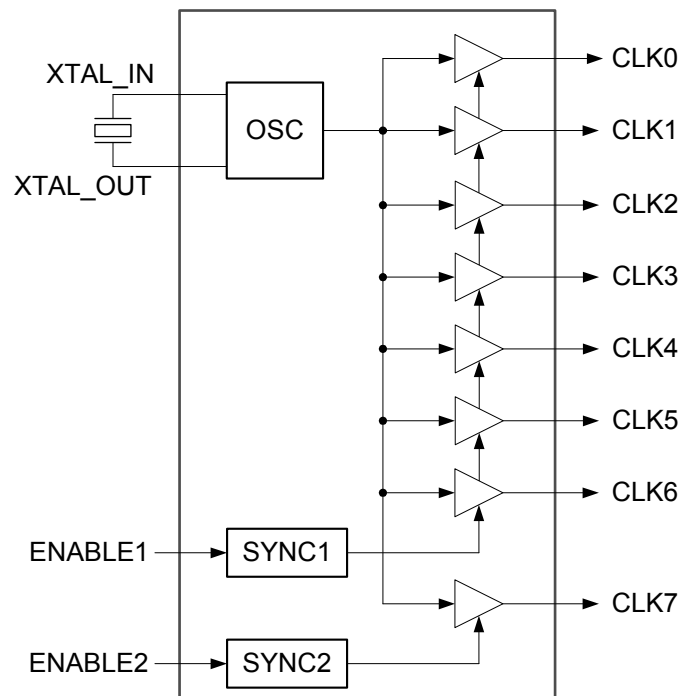 CLK0
XTAL_IN
OSC
CLK1
XTAL_OUT
CLK2
CLK3
CLK4
CLK5
CLK6
ENABLE1
SYNC1
CLK7
ENABLE2
SYNC2